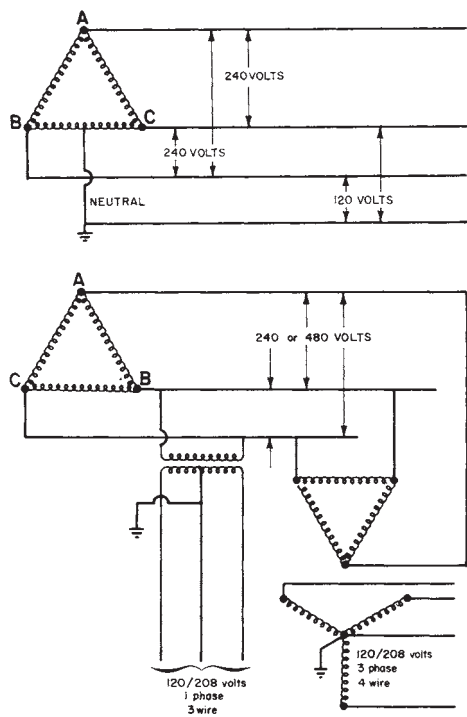 A
240 VOLTS
B
C
240 VOLTS
NEUTRAL
120 VOLTS
A
240 or 480 VOLTS
C
B
120/208 volts
3 phase
4 wire
120/208 volts
1 phase
3 wire